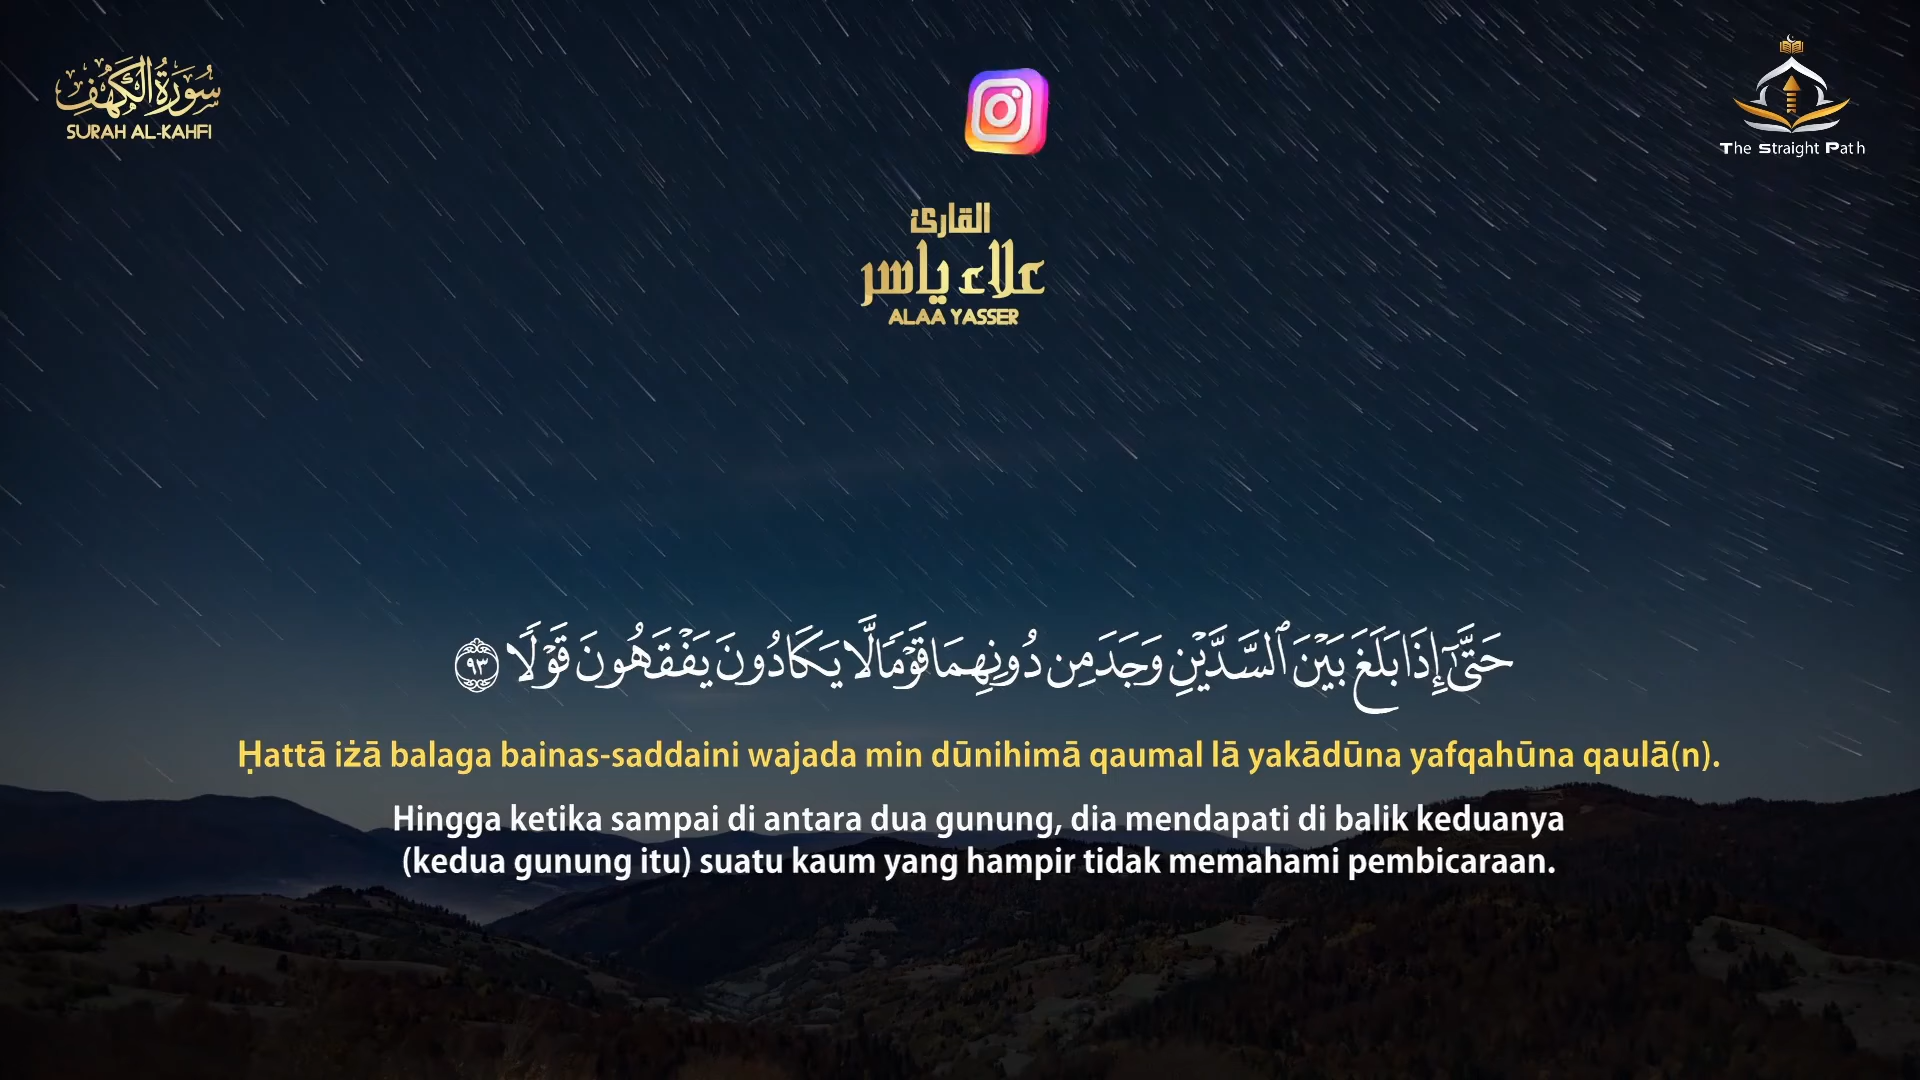 سُورَةُ الكَهْفِ
SURAH AL-KAHFI
The Straight Path
القارئ
علاء ياسر
ALAA YASSER
حَتَّىٰٓ إِذَا بَلَغَ بَيْنَ ٱلسَّدَّيْنِ وَجَدَ مِن دُونِهِمَا قَوْمًا لَّا يَكَادُونَ يَفْقَهُونَ قَوْلًا ٩٣
Ḥattā iżā balaga bainas-saddaini wajada min dūnihimā qaumal lā yakādūna yafqahūna qaulā(n).
Hingga ketika sampai di antara dua gunung, dia mendapati di balik keduanya
(kedua gunung itu) suatu kaum yang hampir tidak memahami pembicaraan.